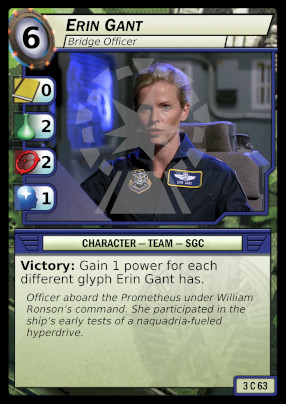 6
ERIN GANT
Bridge Officer
0
2
2
1
ERIN GANT
CHARACTER – TEAM – SGC
Victory: Gain 1 power for each
different glyph Erin Gant has.
Officer aboard the Prometheus under William
Ronson's command. She participated in the
ship's early tests of a naquadria-fueled
hyperdrive.
3 C 63